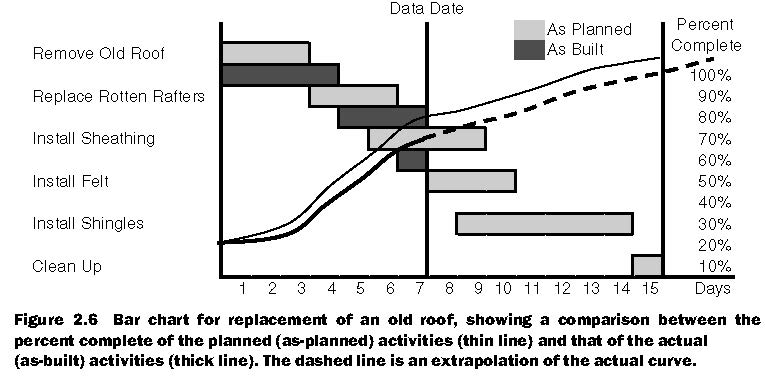 Data Date
As Planned
As Built
Percent
Complete
Remove Old Roof
Replace Rotten Rafters
Install Sheathing
Install Felt
Install Shingles
Clean Up
100%
90%
80%
70%
60%
50%
40%
30%
20%
10%
1 2 3 4 5 6 7 8 9 10 11 12 13 14 15 Days
Figure 2.6 Bar chart for replacement of an old roof, showing a comparison between the
percent complete of the planned (as-planned) activities (thin line) and that of the actual
(as-built) activities (thick line). The dashed line is an extrapolation of the actual curve.